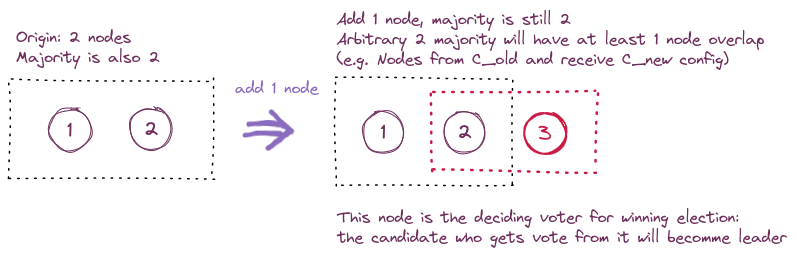 Origin: 2 nodes
Majority is also 2
1
2
add 1 node
Add 1 node, majority is still 2
Arbitrary 2 majority will have at least 1 node overlap
(e.g. Nodes from C_old and receive C_new config)
1
2
3
This node is the deciding voter for winning election:
the candidate who gets vote from it will becomme leader